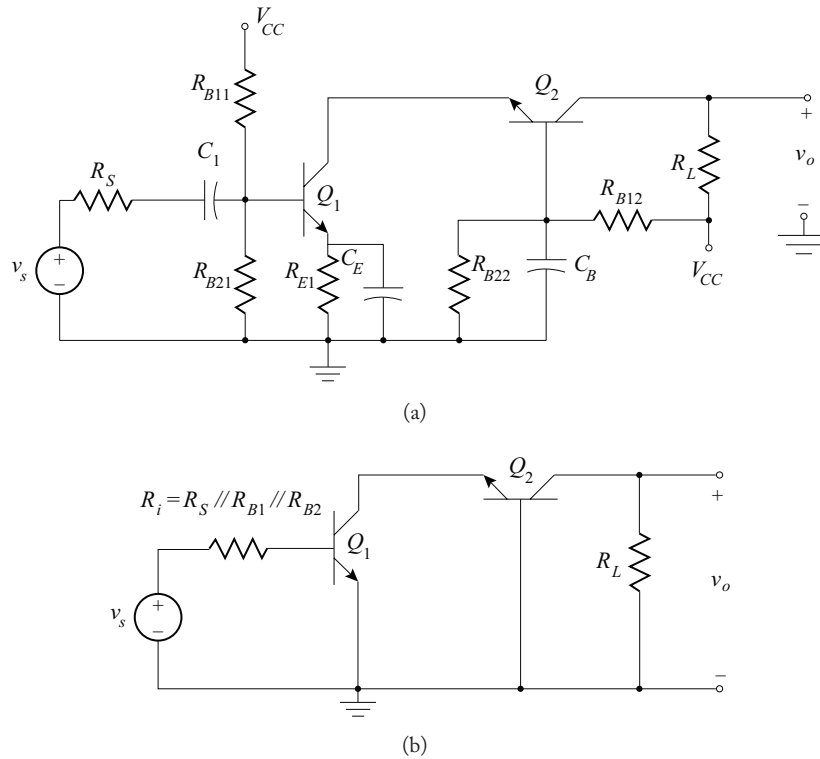 V_CC
R_B11
Q_2
C_1
R_S
Q_1
R_L
+
v_o
−
R_B12
v_s
+
−
R_B21
R_E1
C_E
R_B22
C_B
V_CC
(a)
Q_2
R_i = R_S // R_B1 // R_B2
+
Q_1
R_L
v_o
v_s
+
−
−
(b)